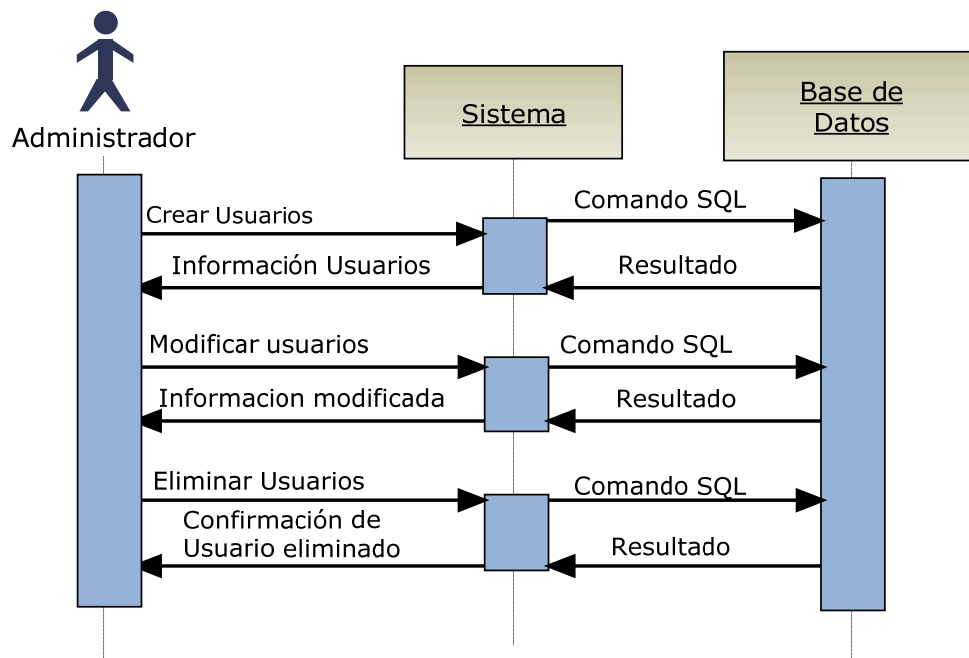 Administrador
Sistema
Base de
Datos
Crear Usuarios
Comando SQL
Información Usuarios
Resultado
Modificar usuarios
Comando SQL
Informacion modificada
Resultado
Eliminar Usuarios
Comando SQL
Confirmación de
Usuario eliminado
Resultado